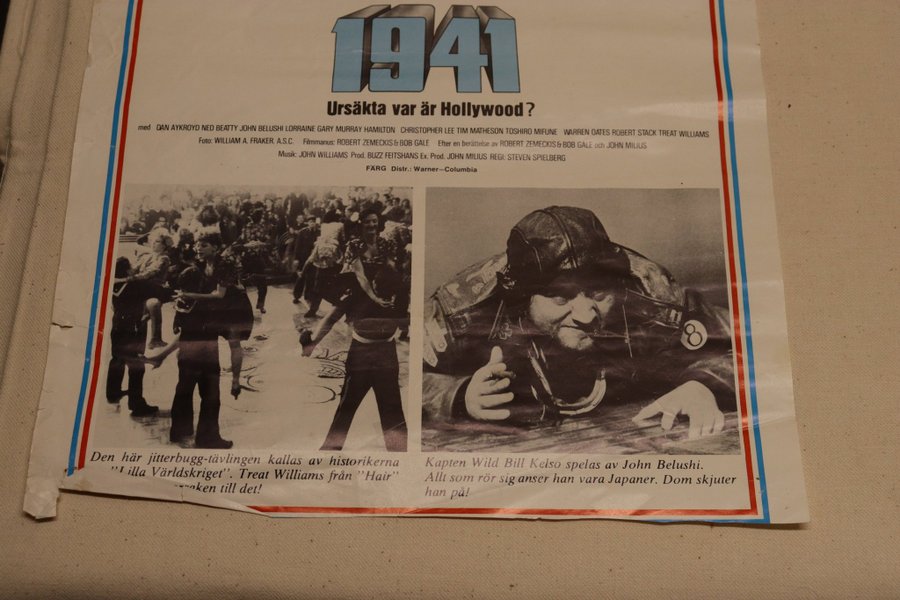 1941
Ursäkta var är Hollywood?
med DAN AYKROYD NED BEATTY JOHN BELUSHI LORRAINE GARY MURRAY HAMILTON CHRISTOPHER LEE TIM MATHESON TOSHIRO MIFUNE WARREN OATES ROBERT STACK TREAT WILLIAMS
Foto: WILLIAM A. FRAKER, A.S.C. Filmmanus: ROBERT ZEMECKIS & BOB GALE Efter en berättelse av ROBERT ZEMECKIS & BOB GALE och JOHN MILIUS
Musik: JOHN WILLIAMS Prod. BUZZ FEITSHANS Ex. Prod. JOHN MILIUS REGI: STEVEN SPIELBERG
FÄRG Distr.: Warner–Columbia
8
Den här jitterbugg-tävlingen kallas av historikerna
"Lilla Världskriget". Treat Williams från "Hair"
till det!
Kapten Wild Bill Kelso spelas av John Belushi.
Allt som rör sig anser han vara Japaner. Dom skjuter
han på!